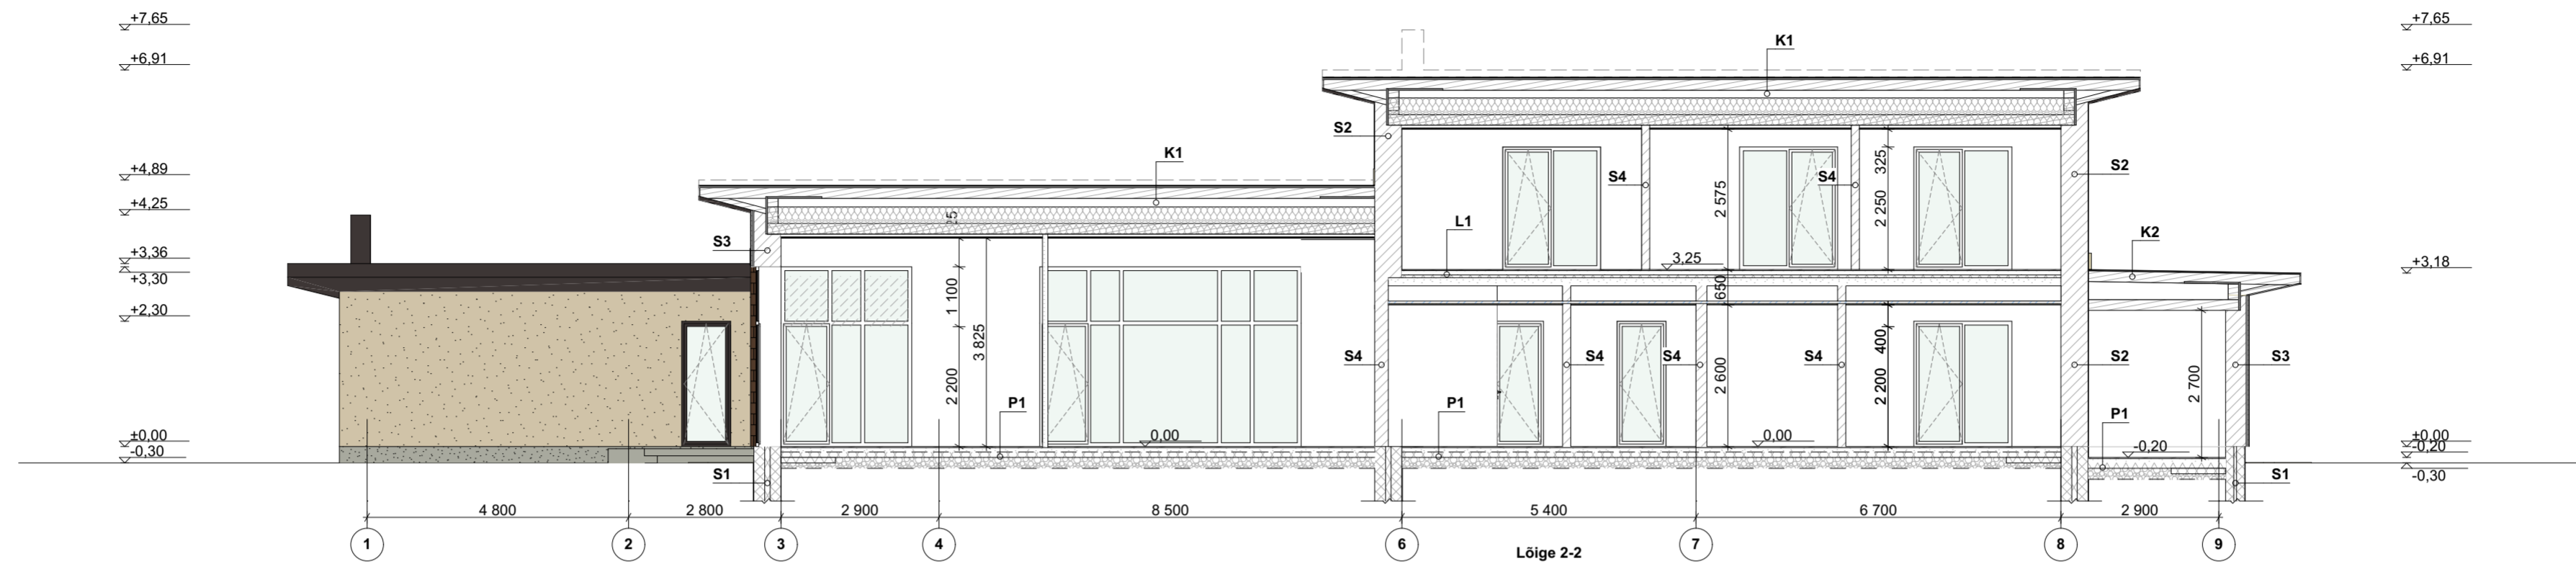 +7,65
+7,65
K1
+6,91
+6,91
S2
K1
+4,89
S2
S4
S4
325
2 575
2 250
+4,25
L1
K2
S3
+3,36
3,25
+3,18
+3,30
650
1 100
+2,30
3 825
400
S4
S4
S4
S4
S2
S3
2 200
2 600
2 200
2 700
P1
P1
P1
±0,00
0,00
0,00
±0,00
-0,30
-0,20
-0,20
S1
S1
-0,30
4 800
2 800
2 900
8 500
5 400
6 700
2 900
1
2
3
4
6
7
8
9
Lõige 2-2